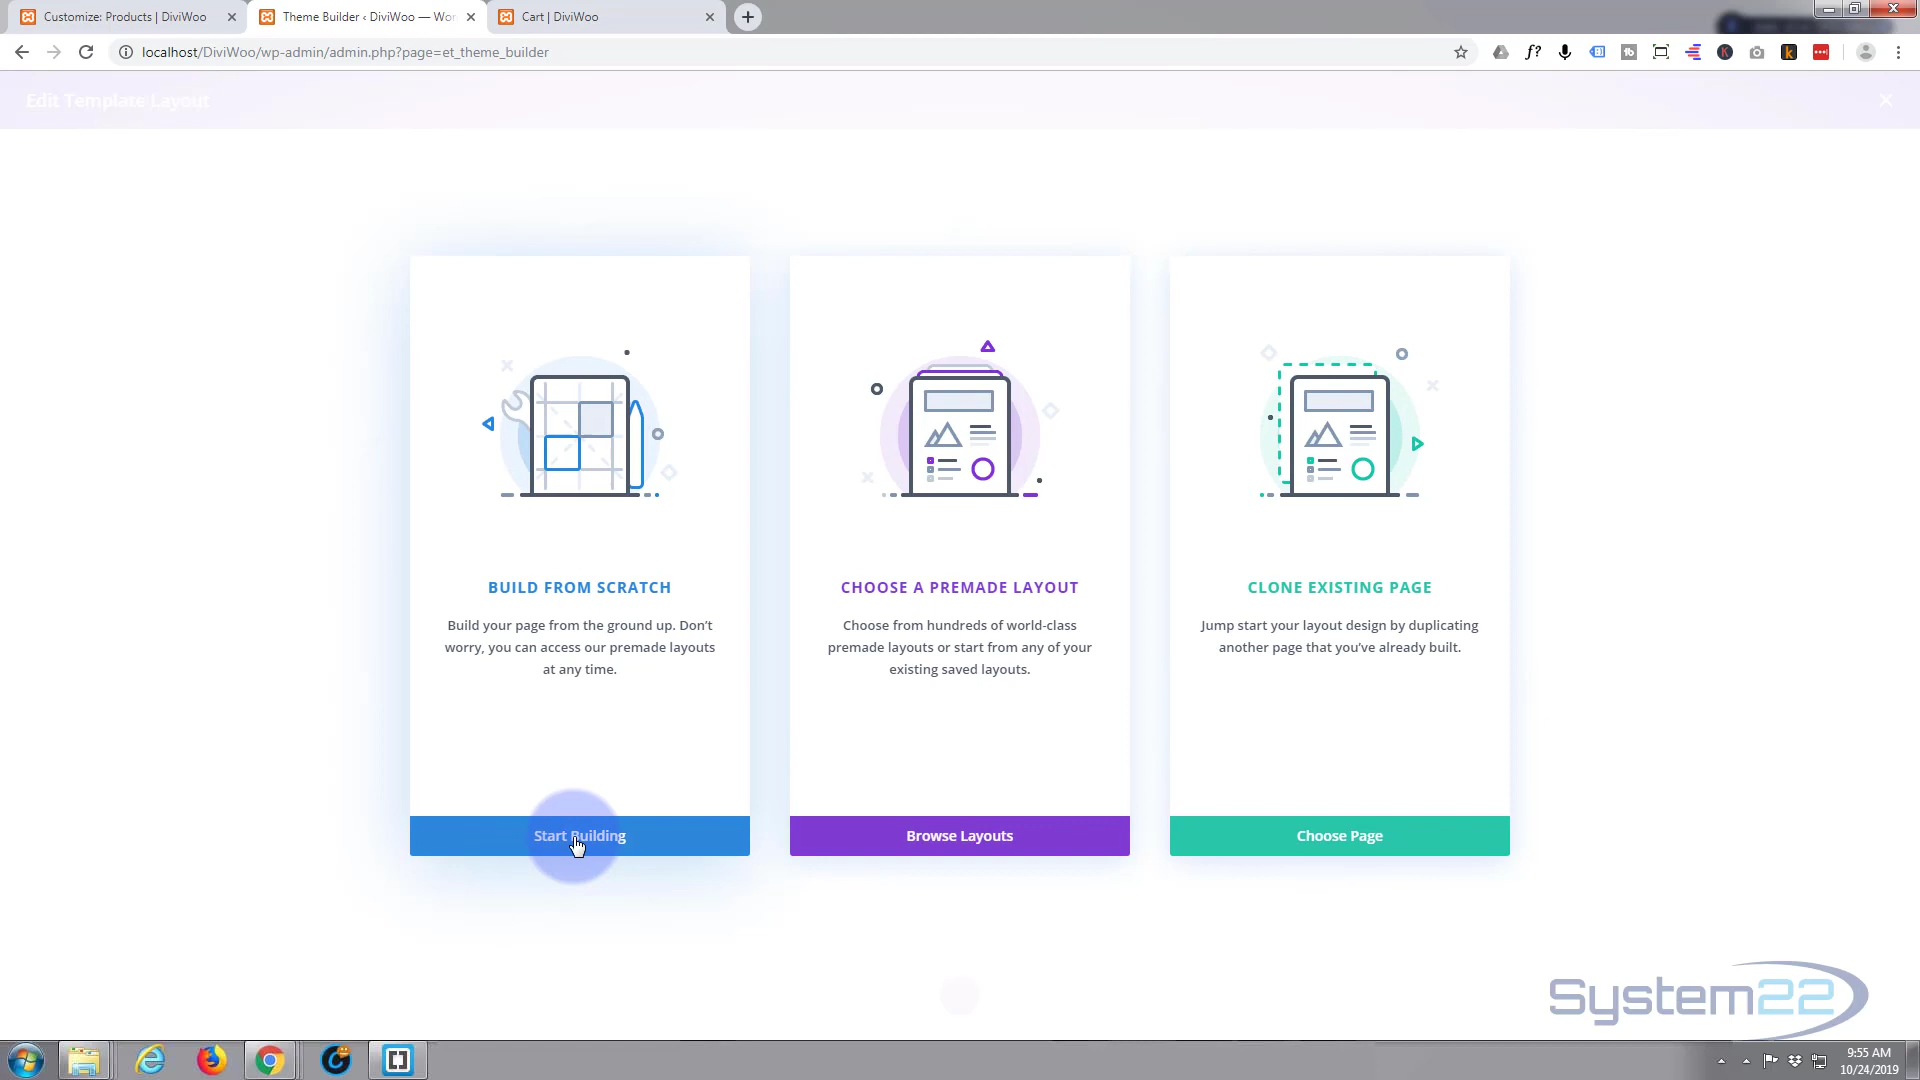 Customize: Products | DiviWoo
Theme Builder ‹ DiviWoo — Wor
Cart | DiviWoo
localhost/DiviWoo/wp-admin/admin.php?page=et_theme_builder
Edit Template Layout
BUILD FROM SCRATCH
Build your page from the ground up. Don't
worry, you can access our premade layouts
at any time.
Start Building
CHOOSE A PREMADE LAYOUT
Choose from hundreds of world-class
premade layouts or start from any of your
existing saved layouts.
Browse Layouts
CLONE EXISTING PAGE
Jump start your layout design by duplicating
another page that you've already built.
Choose Page
System22
9:55 AM
10/24/2019